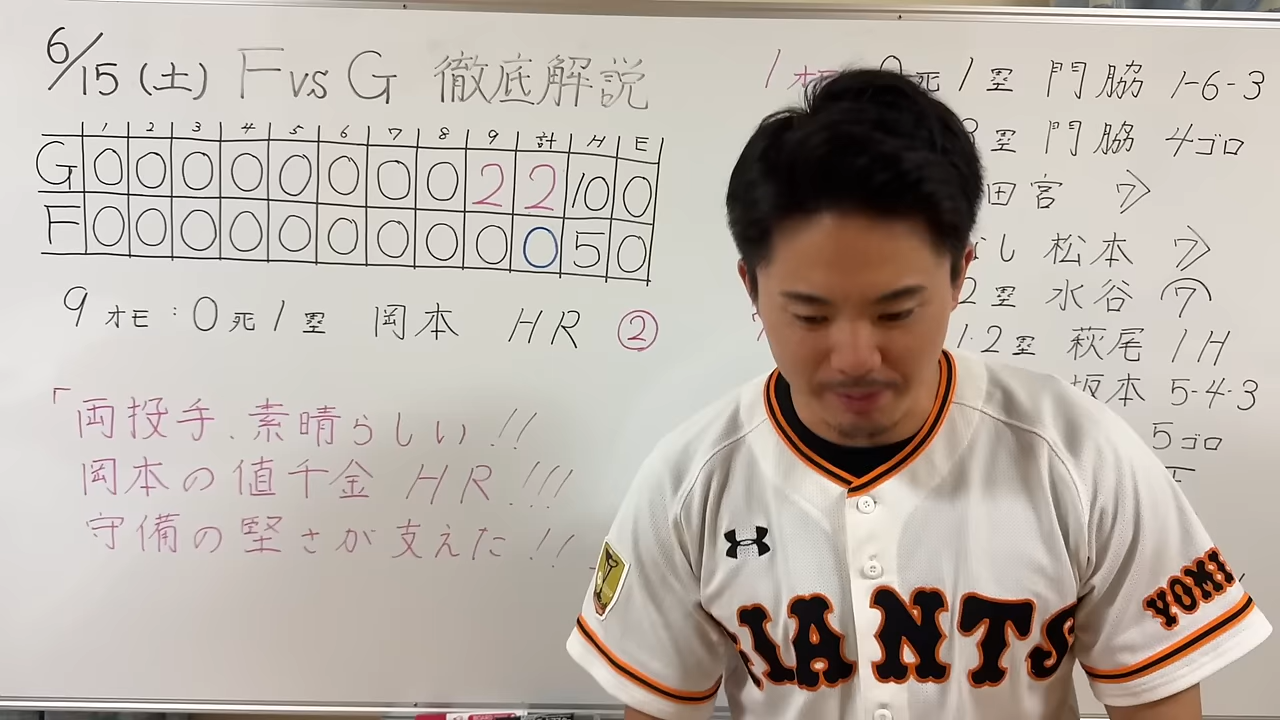 6/15(土) F vs G 徹底解説
1 2 3 4 5 6 7 8 9 計 H E
G 0 0 0 0 0 0 0 0 2 2 10 0
F 0 0 0 0 0 0 0 0 0 0 5 0
9オモ:0死1塁 岡本 HR ②
「両投手、素晴らしい!!
岡本の値千金 HR!!!
守備の堅さが支えた!!
1オモ 0死1塁 門脇 1-6-3
塁 門脇 4ゴロ
田宮 7>
なし 松本 7>
2塁 水谷 7
1.2塁 萩尾 1H
坂本 5-4-3
5ゴロ
GIANTS
YOMI